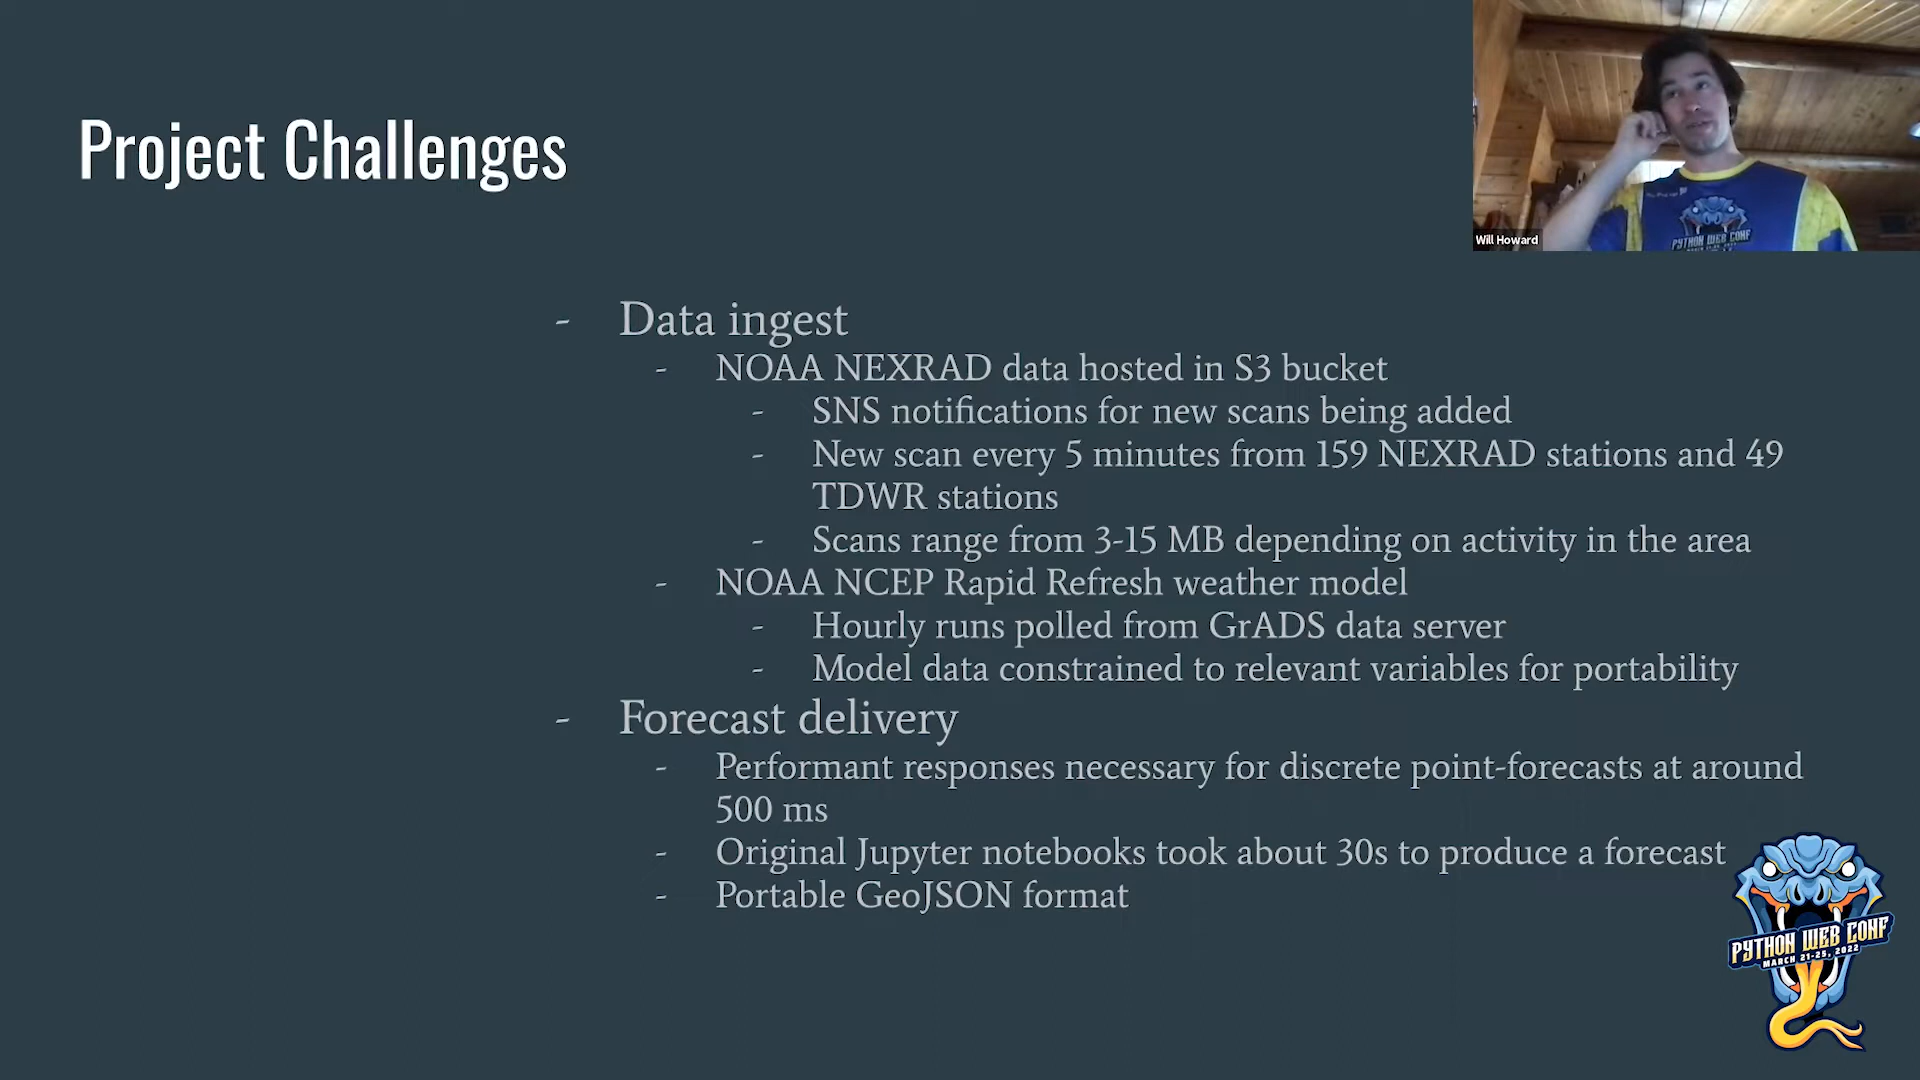 Project Challenges
Will Howard
PYTHON WEB CONF
- Data ingest
- NOAA NEXRAD data hosted in S3 bucket
- SNS notifications for new scans being added
- New scan every 5 minutes from 159 NEXRAD stations and 49
TDWR stations
- Scans range from 3-15 MB depending on activity in the area
- NOAA NCEP Rapid Refresh weather model
- Hourly runs polled from GrADS data server
- Model data constrained to relevant variables for portability
- Forecast delivery
- Performant responses necessary for discrete point-forecasts at around
500 ms
- Original Jupyter notebooks took about 30s to produce a forecast
- Portable GeoJSON format
PYTHON WEB CONF
MARCH 21-25, 2022